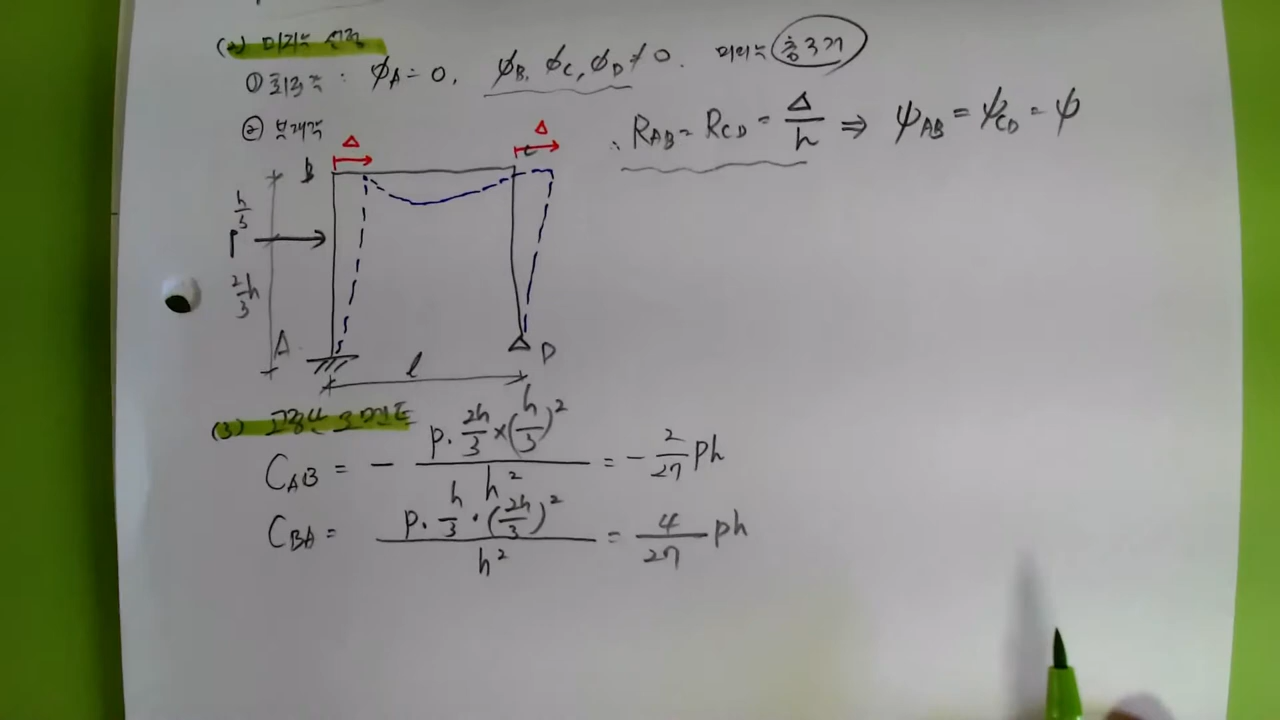 (2) 미지수 선정
① 회전각 : φA = 0, φB, φC, φD ≠ 0. 미지수 총 3개
② 부재각
∴ RAB = RCD = Δ/h ⇒ ψAB = ψCD = ψ
Δ
Δ
B
C
h/3
P
2h/3
A
D
l
(3) 고정단 모멘트
CAB = - P·2h/3×(h/3)²/h² = - 2/27 Ph
CBA = P·h/3·(2h/3)²/h² = 4/27 Ph